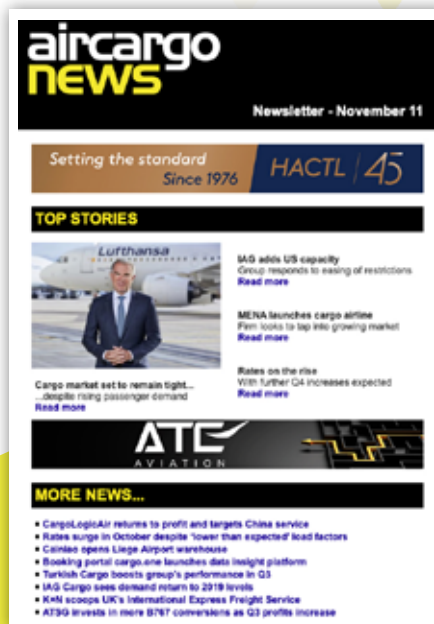 aircargo
news
Newsletter - November 11
Setting the standard
Since 1976
HACTL 45
TOP STORIES
Lufthansa
IAG adds US capacity
Group responds to easing of restrictions
Read more
MENA launches cargo airline
Firm looks to tap into growing market
Read more
Rates on the rise
With further Q4 increases expected
Read more
Cargo market set to remain tight...
...despite rising passenger demand
Read more
ATC
AVIATION
MORE NEWS...
CargoLogicAir returns to profit and targets China service
Rates surge in October despite 'lower than expected' load factors
Cainiao opens Liege Airport warehouse
Booking portal cargo.one launches data insight platform
Turkish Cargo boosts group's performance in Q3
IAG Cargo sees demand return to 2019 levels
K+N scoops UK's International Express Freight Service
ATSG invests in more B767 conversions as Q3 profits increase